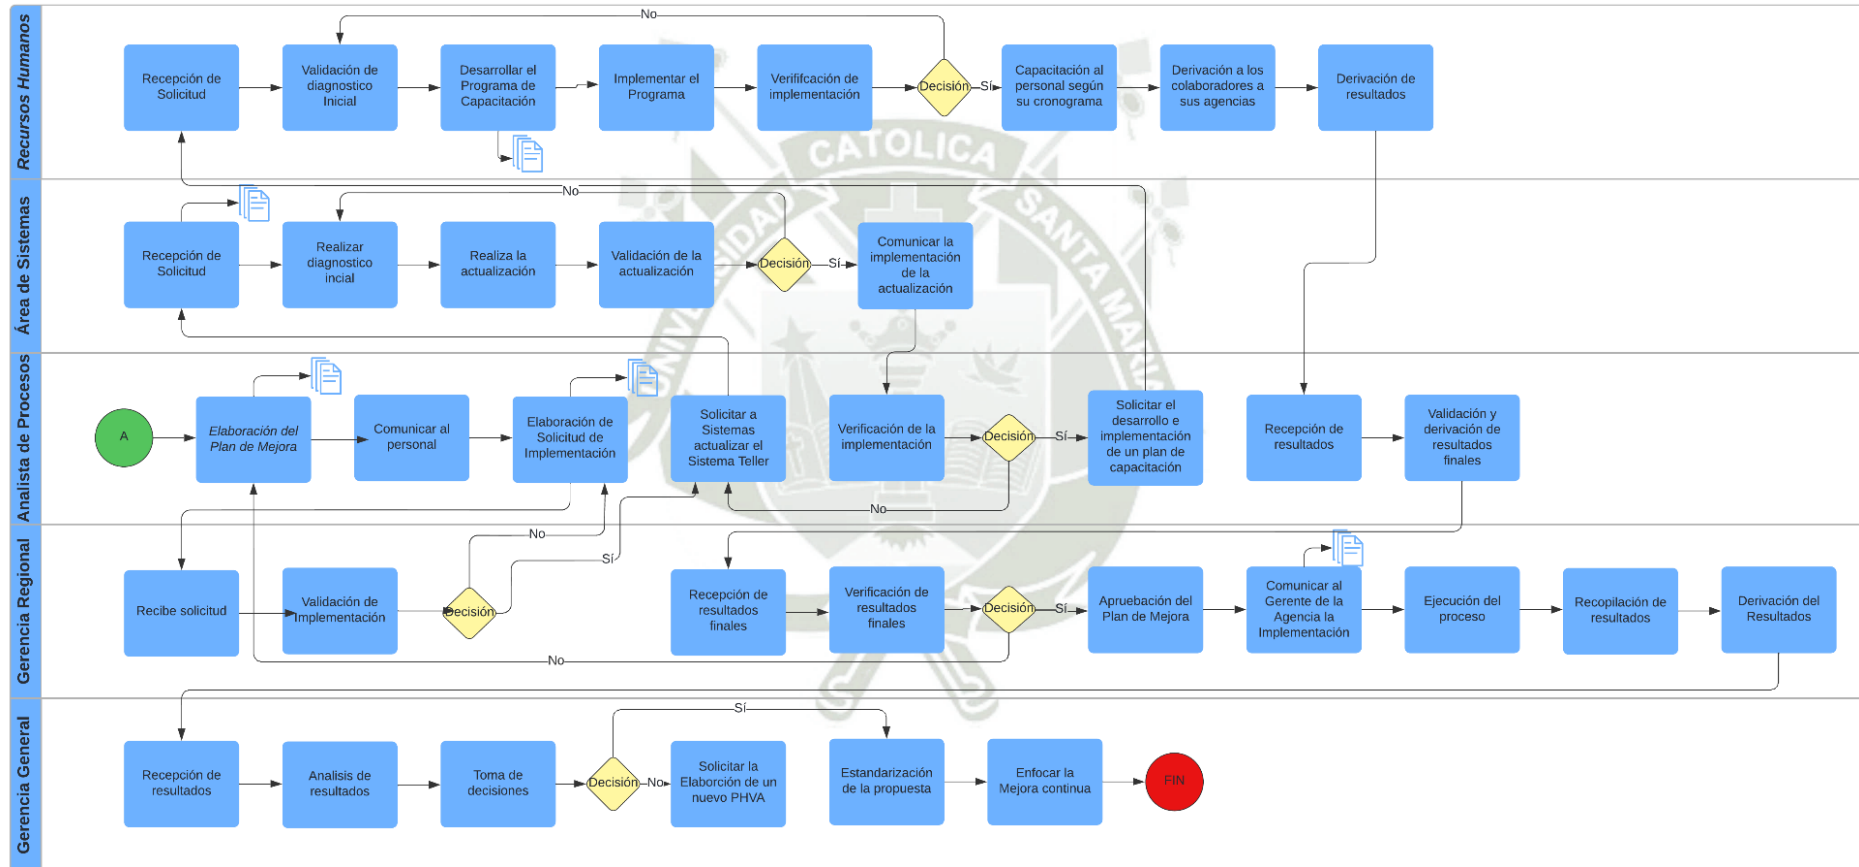 Recursos Humanos
No
Recepción de
Solicitud
Validación de
diagnostico
Inicial
Desarrollar el
Programa de
Capacitación
Implementar el
Programa
Verififcación de
implementación
Decisión
Sí
Capacitación al
personal según
su cronograma
Derivación a los
colaboradores a
sus agencias
Derivación de
resultados
Área de Sistemas
No
Recepción de
Solicitud
Realizar
diagnostico
incial
Realiza la
actualización
Validación de la
actualización
Decisión
Sí
Comunicar la
implementación
de la
actualización
Analista de Procesos
A
Elaboración del
Plan de Mejora
Comunicar al
personal
Elaboración de
Solicitud de
Implementación
Solicitar a
Sistemas
actualizar el
Sistema Teller
Verificación de la
implementación
Decisión
Sí
No
Solicitar el
desarrollo e
implementación
de un plan de
capacitación
Recepción de
resultados
Validación y
derivación de
resultados
finales
Gerencia Regional
Recibe solicitud
Validación de
Implementación
Decisión
No
Sí
Recepción de
resultados
finales
Verificación de
resultados
finales
Decisión
Sí
No
Apruebación del
Plan de Mejora
Comunicar al
Gerente de la
Agencia la
Implementación
Ejecución del
proceso
Recopilación de
resultados
Derivación del
Resultados
Gerencia General
Recepción de
resultados
Analisis de
resultados
Toma de
decisiones
Decisión
Sí
No
Solicitar la
Elaborción de un
nuevo PHVA
Estandarización
de la propuesta
Enfocar la
Mejora continua
FIN
UNIVERSIDAD
CATOLICA
SANTA MARIA